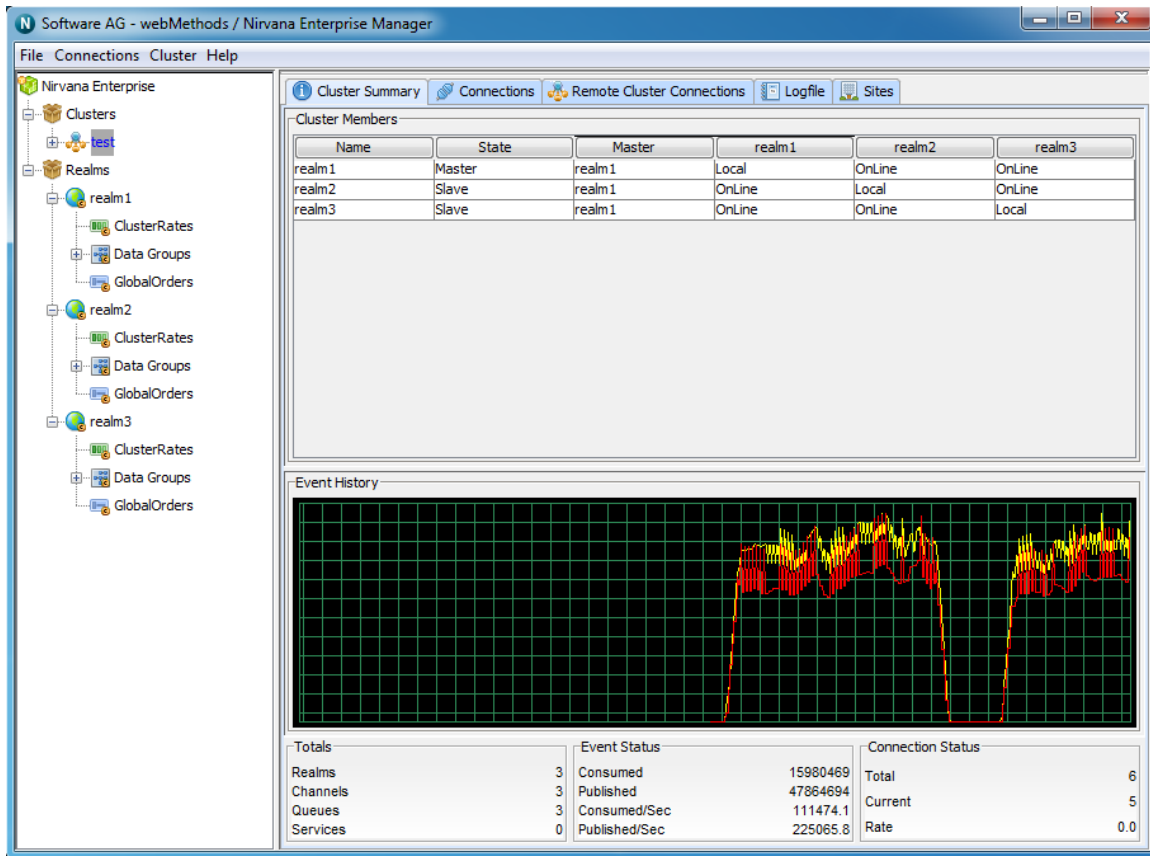 Software AG - webMethods / Nirvana Enterprise Manager
File Connections Cluster Help
Nirvana Enterprise
Clusters
test
Realms
realm1
ClusterRates
Data Groups
GlobalOrders
realm2
ClusterRates
Data Groups
GlobalOrders
realm3
ClusterRates
Data Groups
GlobalOrders
Cluster Summary Connections Remote Cluster Connections Logfile Sites
Cluster Members
Name State Master realm1 realm2 realm3
realm1 Master realm1 Local OnLine OnLine
realm2 Slave realm1 OnLine Local OnLine
realm3 Slave realm1 OnLine OnLine Local
Event History
Totals
Realms 3
Channels 3
Queues 3
Services 0
Event Status
Consumed 15980469
Published 47864694
Consumed/Sec 111474.1
Published/Sec 225065.8
Connection Status
Total 6
Current 5
Rate 0.0